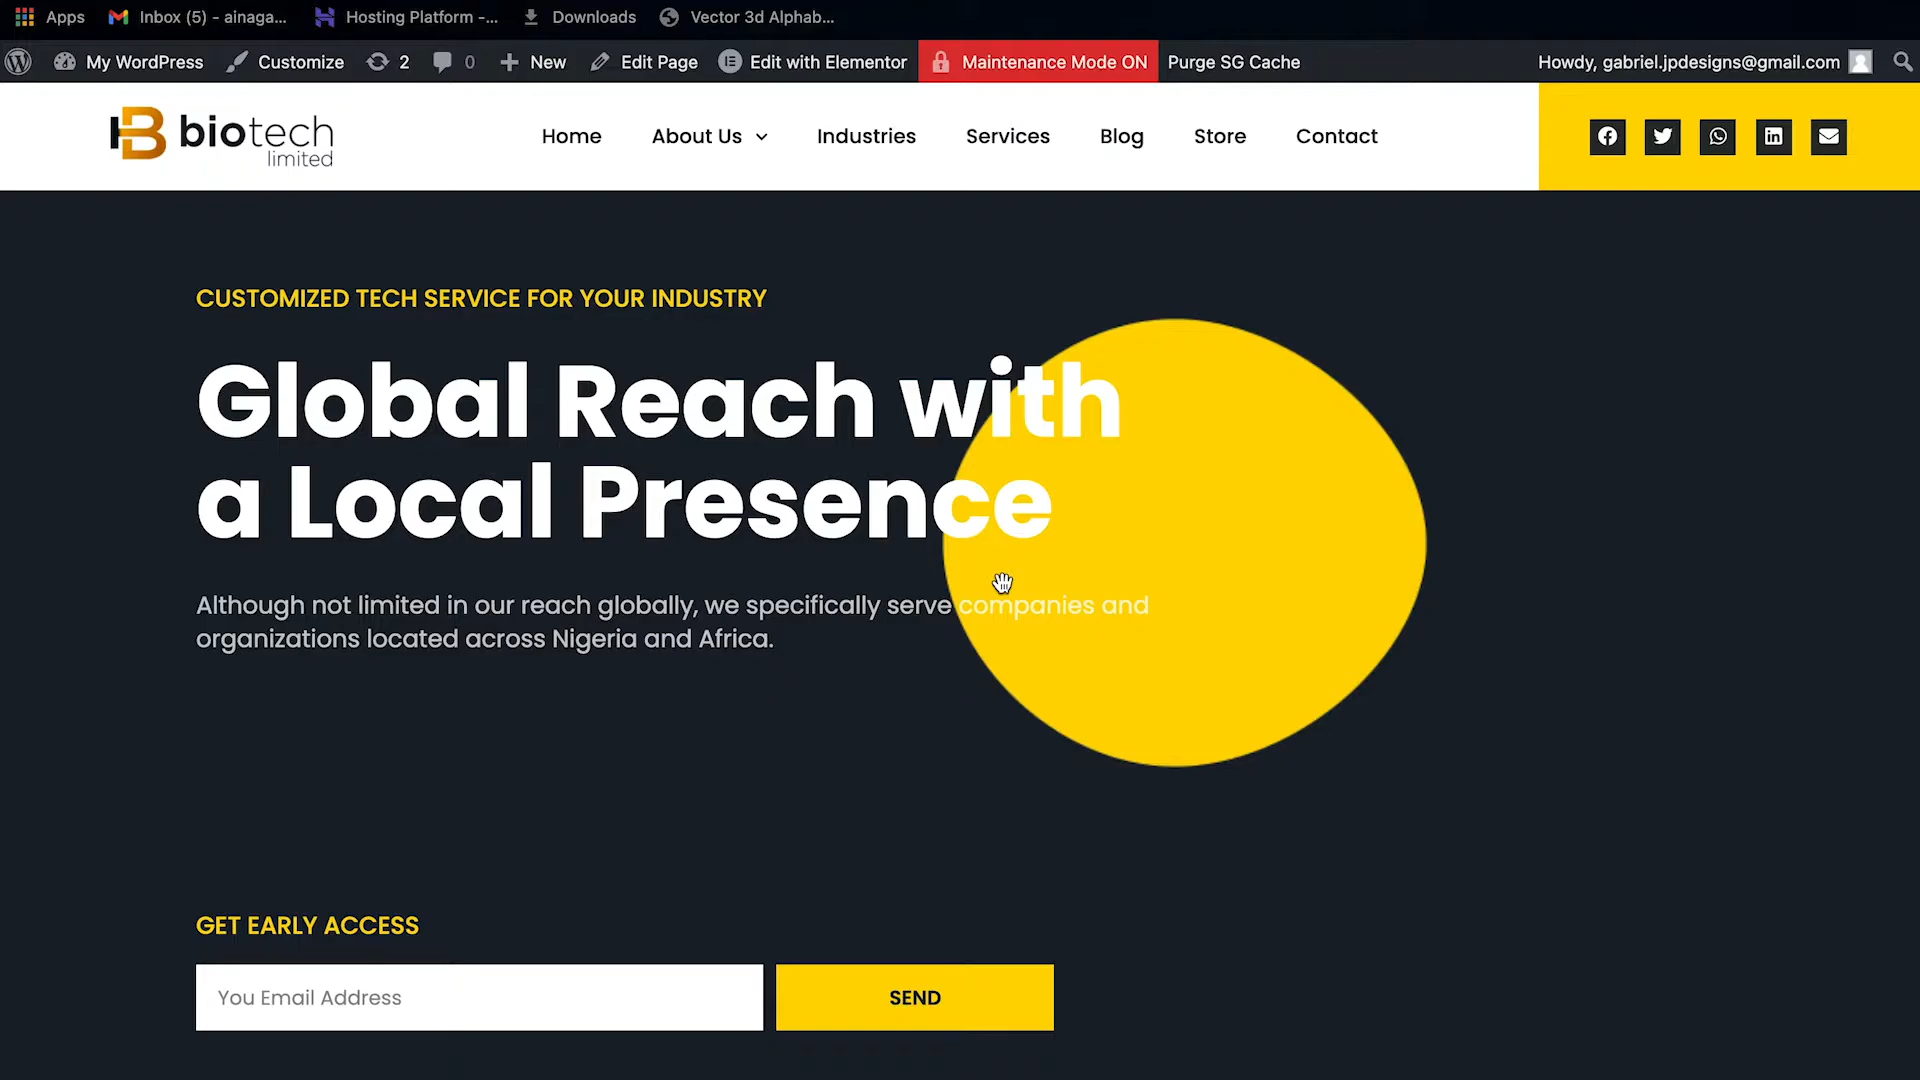 Apps
Inbox (5) - ainaga...
Hosting Platform -...
Downloads
Vector 3d Alphab...
My WordPress
Customize
2
0
New
Edit Page
Edit with Elementor
Maintenance Mode ON
Purge SG Cache
Howdy, gabriel.jpdesigns@gmail.com
biotech
limited
Home
About Us
Industries
Services
Blog
Store
Contact
CUSTOMIZED TECH SERVICE FOR YOUR INDUSTRY
Global Reach with
a Local Presence
Although not limited in our reach globally, we specifically serve companies and
organizations located across Nigeria and Africa.
GET EARLY ACCESS
You Email Address
SEND